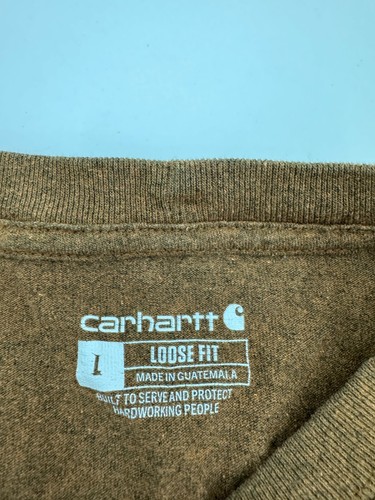 carhartt
L
LOOSE FIT
MADE IN GUATEMALA
BUILT TO SERVE AND PROTECT
HARDWORKING PEOPLE